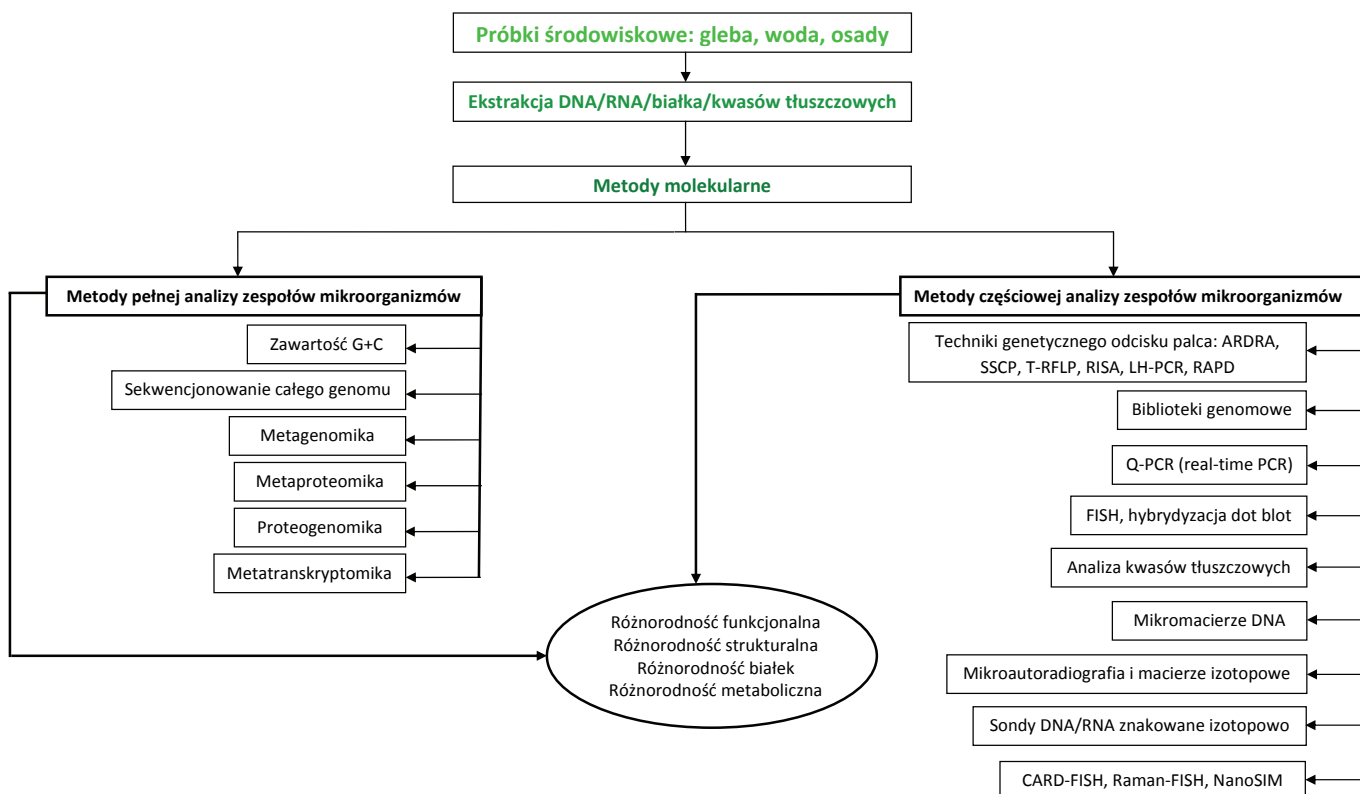 Próbki środowiskowe: gleba, woda, osady
Ekstrakcja DNA/RNA/białka/kwasów tłuszczowych
Metody molekularne
Metody pełnej analizy zespołów mikroorganizmów
Zawartość G+C
Sekwencjonowanie całego genomu
Metagenomika
Metaproteomika
Proteogenomika
Metatranskryptomika
Metody częściowej analizy zespołów mikroorganizmów
Techniki genetycznego odcisku palca: ARDRA,
SSCP, T-RFLP, RISA, LH-PCR, RAPD
Biblioteki genomowe
Q-PCR (real-time PCR)
FISH, hybrydyzacja dot blot
Analiza kwasów tłuszczowych
Mikromacierze DNA
Mikroautoradiografia i macierze izotopowe
Sondy DNA/RNA znakowane izotopowo
CARD-FISH, Raman-FISH, NanoSIM
Różnorodność funkcjonalna
Różnorodność strukturalna
Różnorodność białek
Różnorodność metaboliczna